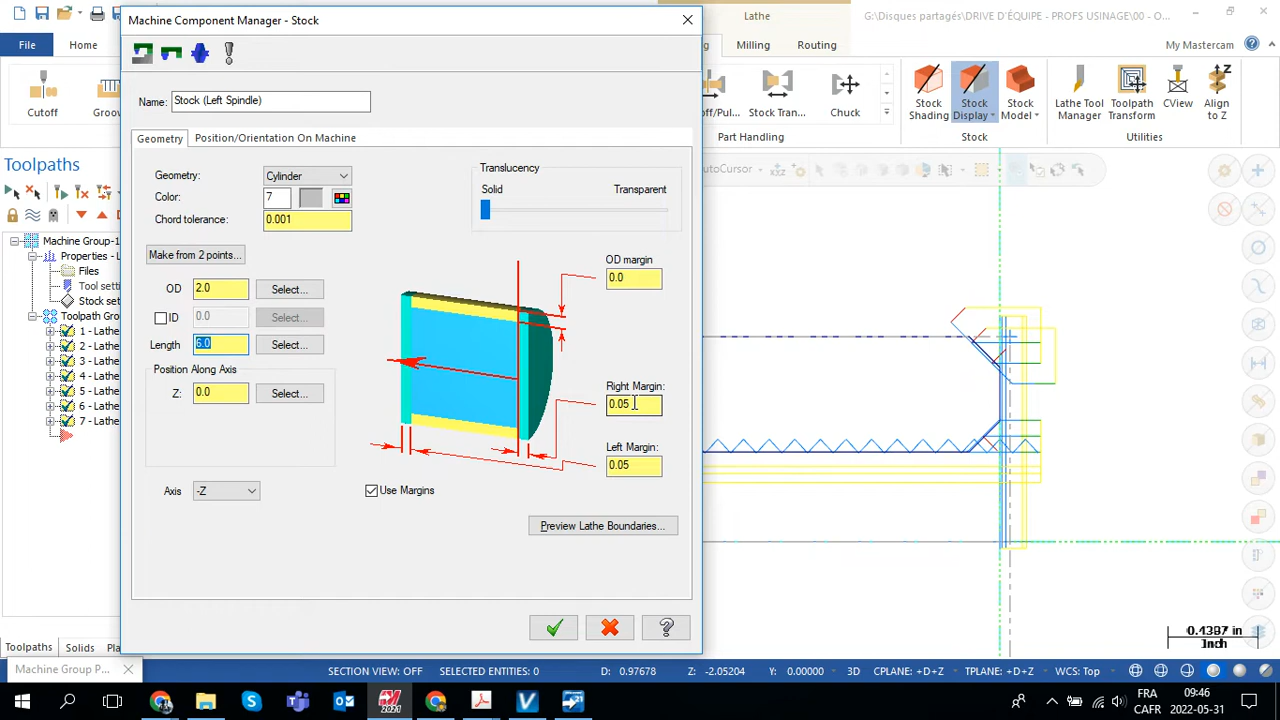 Machine Component Manager - Stock
Lathe
G:\Disques partagés\DRIVE D'ÉQUIPE - PROFS USINAGE\00 - O...
File
Home
Milling
Routing
My Mastercam
Name:
Stock (Left Spindle)
Cutoff
Stock Tran...
Chuck
Stock
Shading
Stock
Display
Stock
Model
Lathe Tool
Manager
Toolpath
Transform
CView
Align
to Z
Part Handling
Stock
Utilities
Geometry
Position/Orientation On Machine
Toolpaths
Geometry:
Cylinder
Color:
7
Chord tolerance:
0.001
Translucency
Solid
Transparent
Make from 2 points...
OD
2.0
Select...
ID
0.0
Select...
Length
6.0
Select...
Position Along Axis
Z:
0.0
Select...
Axis
-Z
OD margin
0.0
Right Margin:
0.05
Left Margin:
0.05
Use Margins
Preview Lathe Boundaries...
Machine Group-1
Properties - L
Files
Tool setti
Stock set
Toolpath Grou
1 - Lathe
2 - Lathe
3 - Lathe
4 - Lathe
5 - Lathe
6 - Lathe
7 - Lathe
Toolpaths
Solids
Pla
Machine Group P...
0.4387 in
Inch
SECTION VIEW: OFF
SELECTED ENTITIES: 0
D: 0.97678
Z: -2.05204
Y: 0.00000
3D
CPLANE: +D+Z
TPLANE: +D+Z
WCS: Top
FRA
CAFR
09:46
2022-05-31